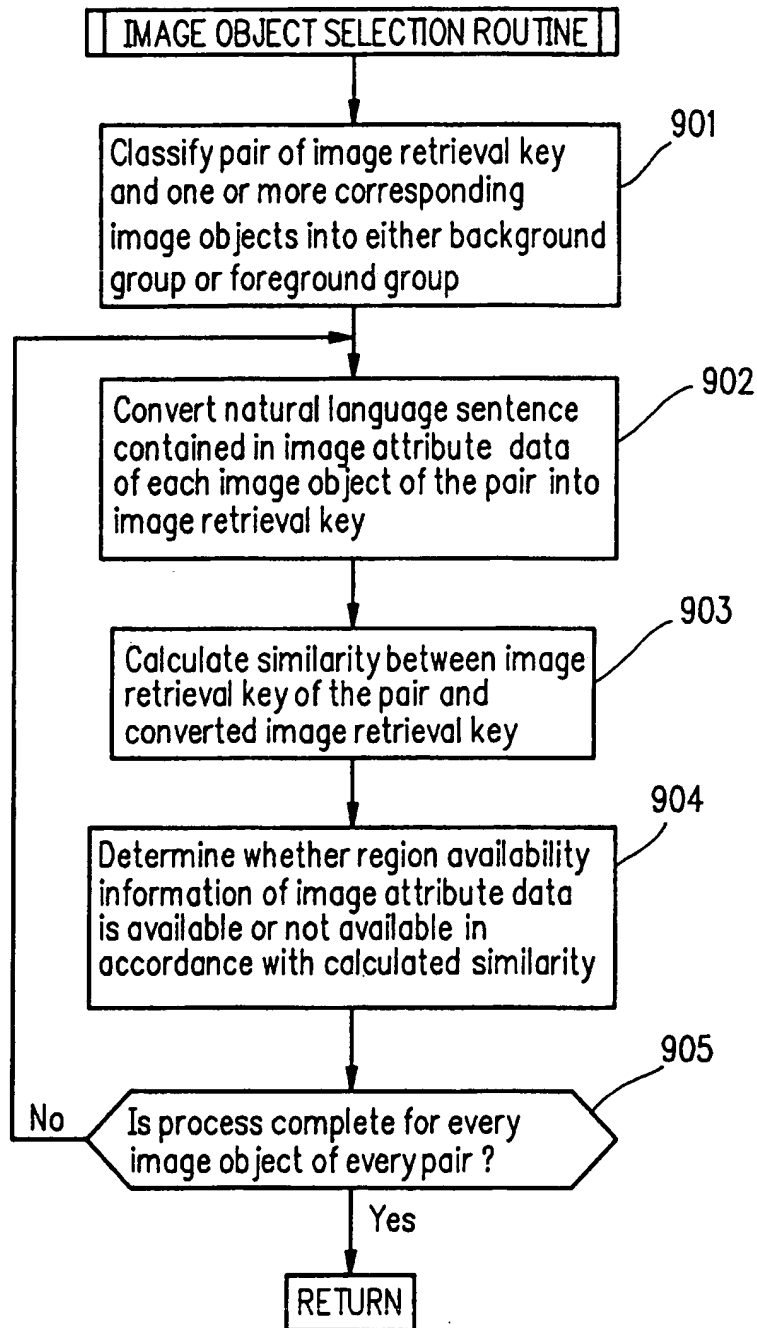 IMAGE OBJECT SELECTION ROUTINE
901
Classify pair of image retrieval key
and one or more corresponding
image objects into either background
group or foreground group
902
Convert natural language sentence
contained in image attribute data
of each image object of the pair into
image retrieval key
903
Calculate similarity between image
retrieval key of the pair and
converted image retrieval key
904
Determine whether region availability
information of image attribute data
is available or not available in
accordance with calculated similarity
905
No
Is process complete for every
image object of every pair ?
Yes
RETURN